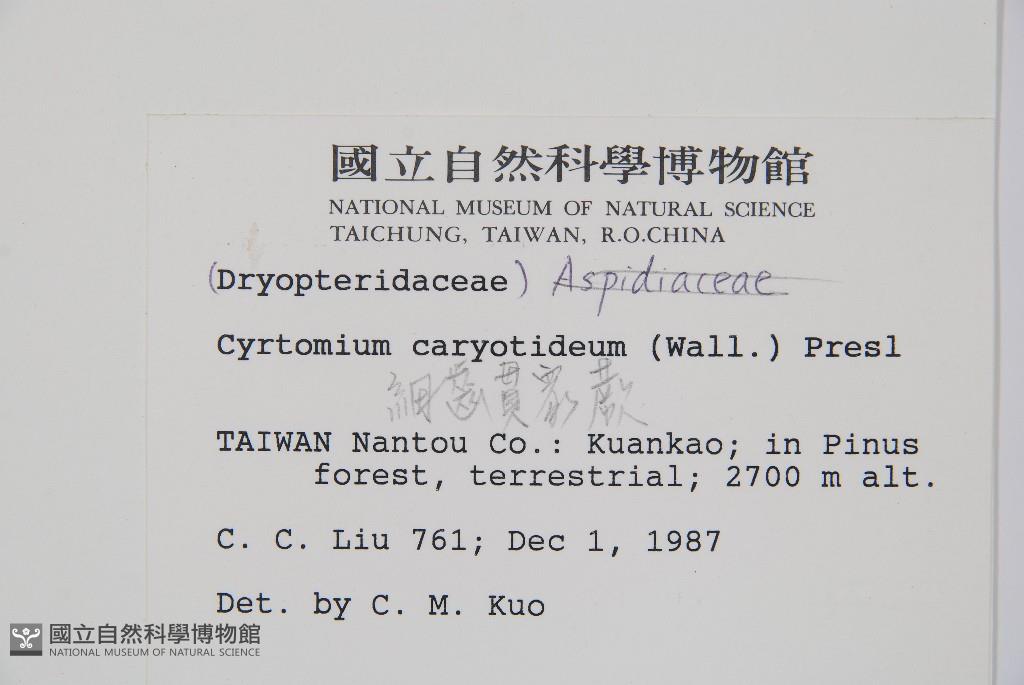 國立自然科學博物館
NATIONAL MUSEUM OF NATURAL SCIENCE
TAICHUNG, TAIWAN, R.O.CHINA
(Dryopteridaceae) Aspidiaceae
Cyrtomium caryotideum (Wall.) Presl
細齒貫眾蕨
TAIWAN Nantou Co.: Kuankao; in Pinus
forest, terrestrial; 2700 m alt.
C. C. Liu 761; Dec 1, 1987
Det. by C. M. Kuo
國立自然科學博物館
NATIONAL MUSEUM OF NATURAL SCIENCE